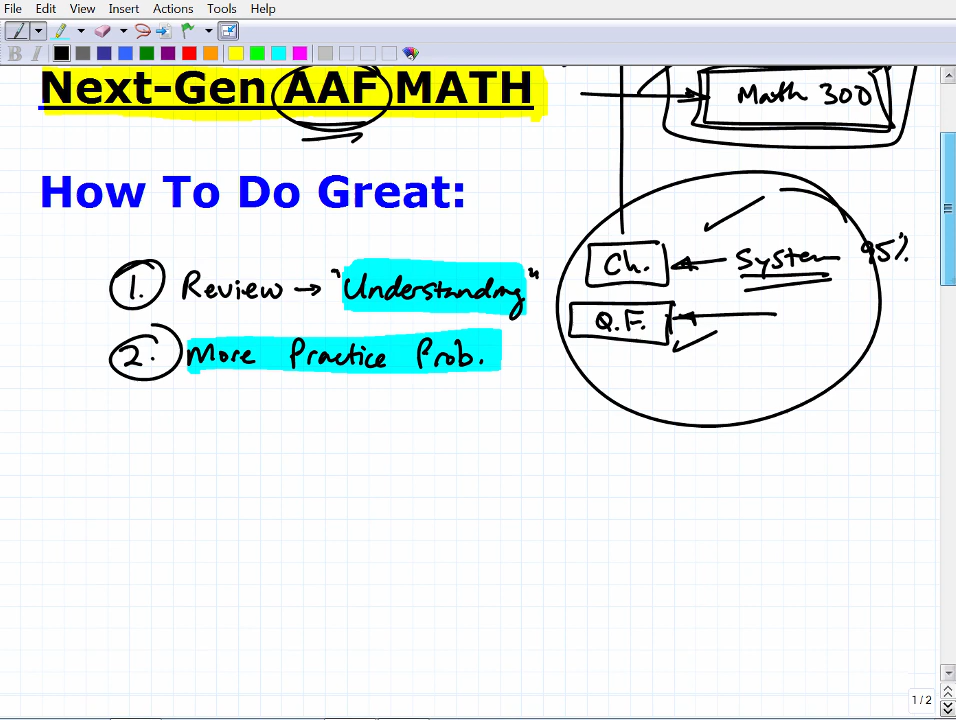 File Edit View Insert Actions Tools Help
B I
Next-Gen AAF MATH
Math 300
How To Do Great:
Ch. System 95%
1. Review → "Understanding"
Q.F.
2. More Practice Prob.
1 / 2